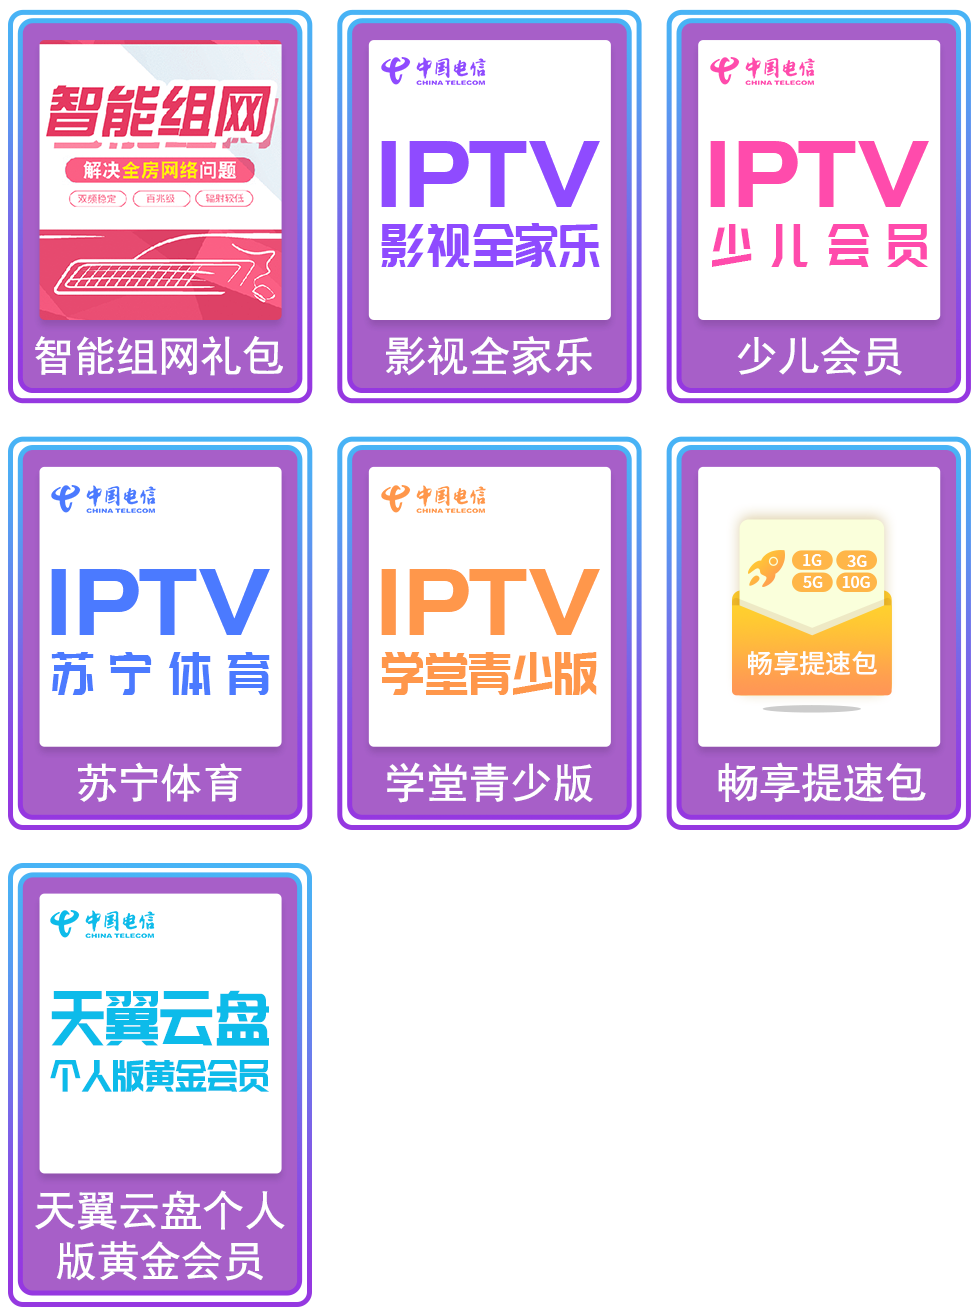 智能组网
解决全房网络问题
双频稳定 百兆级 辐射较低
智能组网礼包
中国电信
CHINA TELECOM
IPTV
影视全家乐
影视全家乐
中国电信
CHINA TELECOM
IPTV
少儿会员
少儿会员
中国电信
CHINA TELECOM
IPTV
苏宁体育
苏宁体育
中国电信
CHINA TELECOM
IPTV
学堂青少版
学堂青少版
1G 3G
5G 10G
畅享提速包
畅享提速包
中国电信
CHINA TELECOM
天翼云盘
个人版黄金会员
天翼云盘个人
版黄金会员